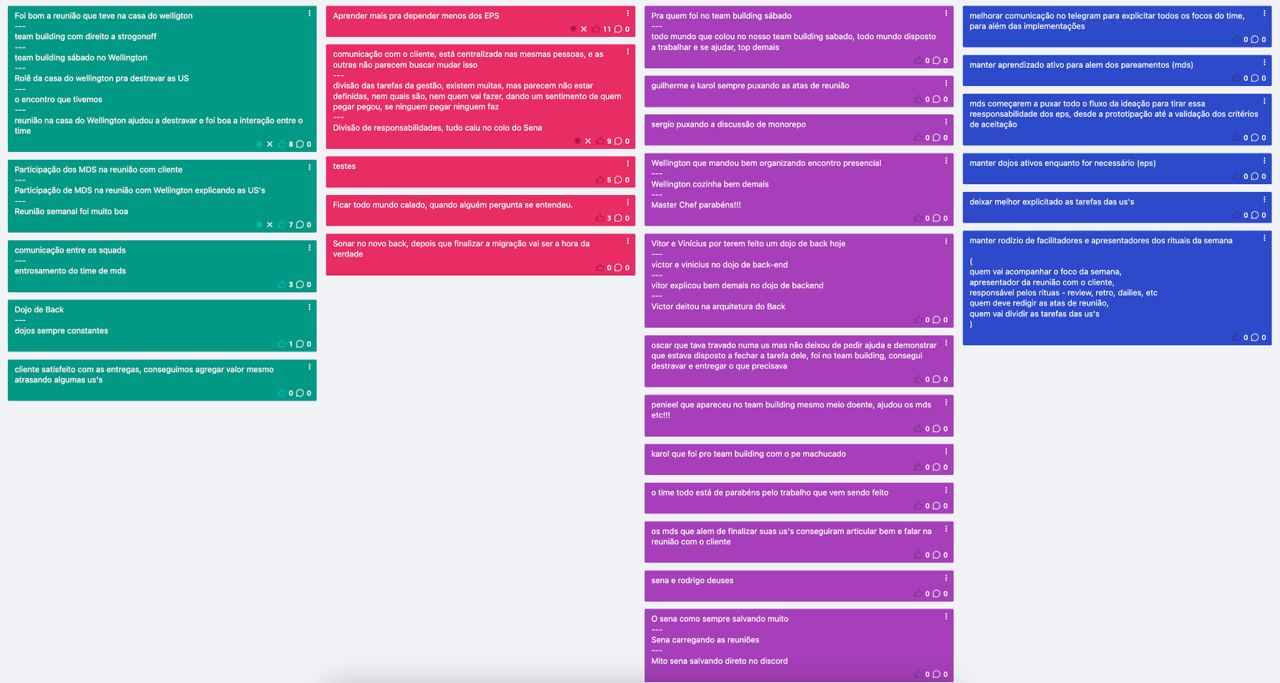 Foi bom a reunião que teve na casa do welligton
---
team building com direito a strogonoff
---
team building sábado no Wellington
---
Rolê da casa do wellington pra destravar as US
---
o encontro que tivemos
---
reunião na casa do Wellington ajudou a destravar e foi boa a interação entre o
time
8 0
Participação dos MDS na reunião com cliente
---
Participação de MDS na reunião com Wellington explicando as US's
---
Reunião semanal foi muito boa
7 0
comunicação entre os squads
---
entrosamento do time de mds
3 0
Dojo de Back
---
dojos sempre constantes
1 0
cliente satisfeito com as entregas, conseguimos agregar valor mesmo
atrasando algumas us's
0 0
Aprender mais pra depender menos dos EPS
11 0
comunicação com o cliente, está centralizada nas mesmas pessoas, e as
outras não parecem buscar mudar isso
---
divisão das tarefas da gestão, existem muitas, mas parecem não estar
definidas, nem quais são, nem quem vai fazer, dando um sentimento de quem
pegar pegou, se ninguem pegar ninguem faz
---
Divisão de responsabilidades, tudo caiu no colo do Sena
9 0
testes
5 0
Ficar todo mundo calado, quando alguém pergunta se entendeu.
3 0
Sonar no novo back, depois que finalizar a migração vai ser a hora da
verdade
0 0
Pra quem foi no team building sábado
---
todo mundo que colou no nosso team building sabado, todo mundo disposto
a trabalhar e se ajudar, top demais
0 0
guilherme e karol sempre puxando as atas de reunião
0 0
sergio puxando a discussão de monorepo
0 0
Wellington que mandou bem organizando encontro presencial
---
Wellington cozinha bem demais
---
Master Chef parabéns!!!
0 0
Vitor e Vinícius por terem feito um dojo de back hoje
---
victor e vinicius no dojo de back-end
---
vitor explicou bem demais no dojo de backend
---
Victor deitou na arquitetura do Back
0 0
oscar que tava travado numa us mas não deixou de pedir ajuda e demonstrar
que estava disposto a fechar a tarefa dele, foi no team building, consegui
destravar e entregar o que precisava
0 0
penieel que apareceu no team building mesmo meio doente, ajudou os mds
etc!!!
0 0
karol que foi pro team building com o pe machucado
0 0
o time todo está de parabéns pelo trabalho que vem sendo feito
0 0
os mds que alem de finalizar suas us's conseguiram articular bem e falar na
reunião com o cliente
0 0
sena e rodrigo deuses
0 0
O sena como sempre salvando muito
---
Sena carregando as reuniões
---
Mito sena salvando direto no discord
0 0
melhorar comunicação no telegram para explicitar todos os focos do time,
para além das implementações
0 0
manter aprendizado ativo para alem dos pareamentos (mds)
0 0
mds começarem a puxar todo o fluxo da ideação para tirar essa
reesponsabilidade dos eps, desde a prototipação até a validação dos critérios
de aceitação
0 0
manter dojos ativos enquanto for necessário (eps)
0 0
deixar melhor explicitado as tarefas das us's
0 0
manter rodízio de facilitadores e apresentadores dos rituais da semana
(
quem vai acompanhar o foco da semana,
apresentador da reunião com o cliente,
responsável pelos rituas - review, retro, dailies, etc
quem deve redigir as atas de reunião,
quem vai dividir as tarefas das us's
)
0 0